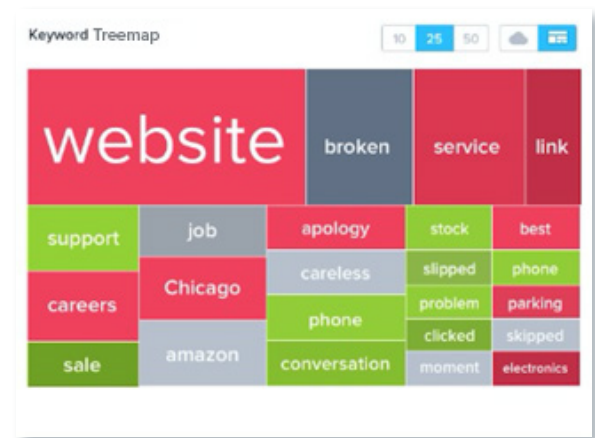 Keyword Treemap
10 25 50
website broken service link
support job apology stock best
careless slipped phone
careers Chicago problem parking
phone
clicked skipped
sale amazon conversation moment electronics